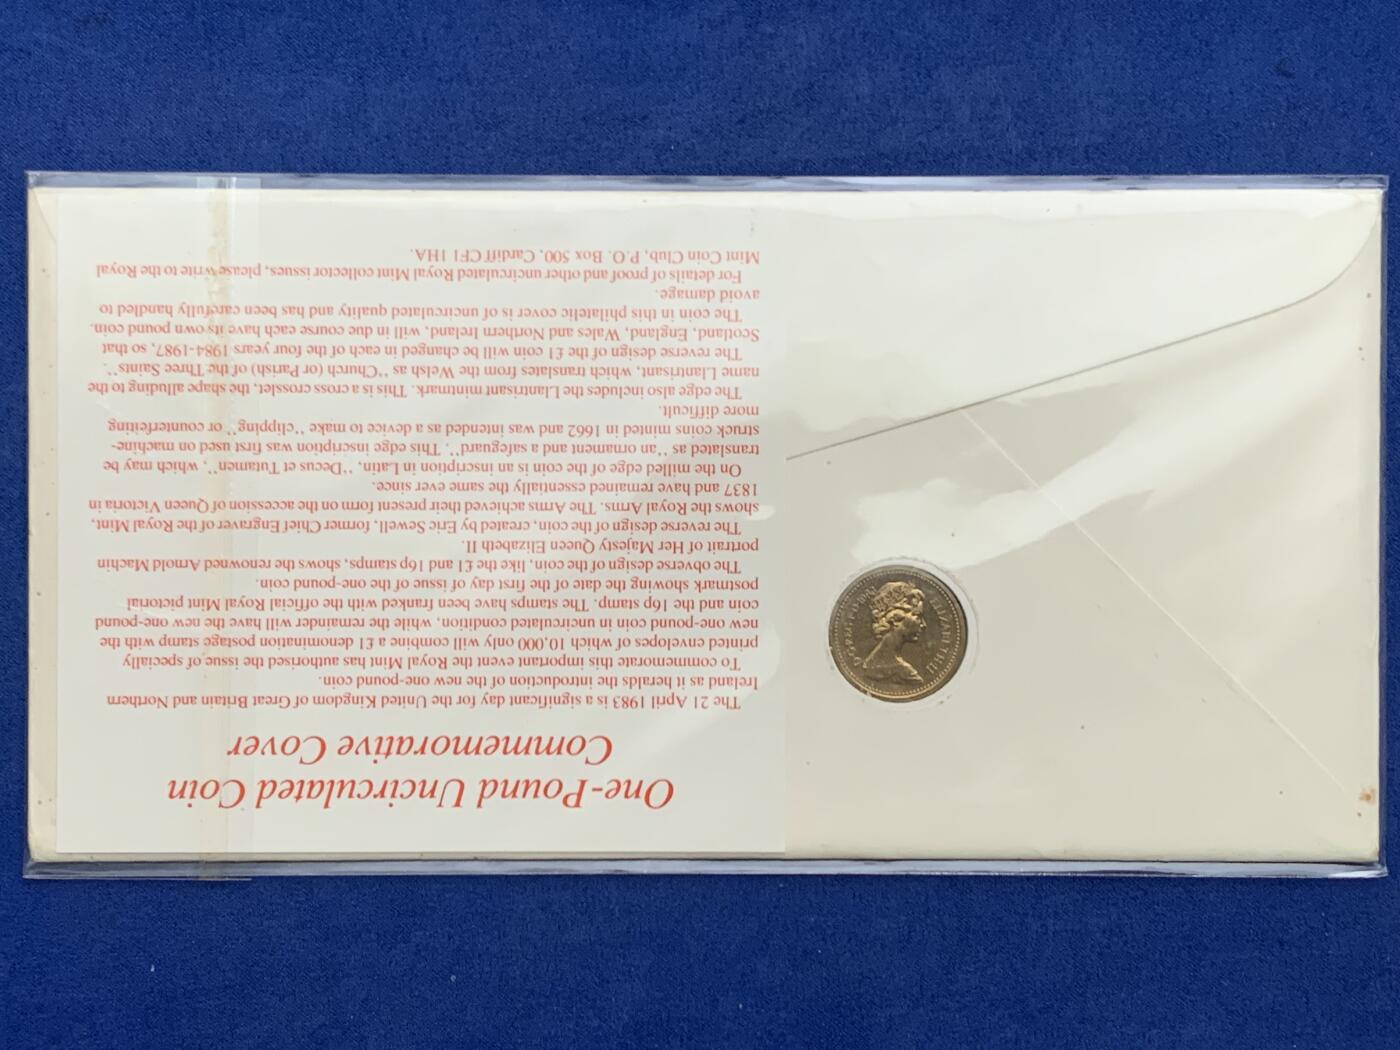 One-Pound Uncirculated Coin
Commemorative Cover
The 21 April 1983 is a significant day for the United Kingdom of Great Britain and Northern
Ireland as it heralds the introduction of the new one-pound coin.
To commemorate this important event the Royal Mint has authorised the issue of specially
printed envelopes of which 10,000 only will combine a £1 denomination postage stamp with the
new one-pound coin in uncirculated condition, while the remainder will have the new one-pound
coin and the 16p stamp. The stamps have been franked with the official Royal Mint pictorial
postmark showing the date of the first day of issue of the one-pound coin.
The obverse design of the coin, like the £1 and 16p stamps, shows the renowned Arnold Machin
portrait of Her Majesty Queen Elizabeth II.
The reverse design of the coin, created by Eric Sewell, former Chief Engraver of the Royal Mint,
shows the Royal Arms. The Arms achieved their present form on the accession of Queen Victoria in
1837 and have remained essentially the same ever since.
On the milled edge of the coin is an inscription in Latin, "Decus et Tutamen", which may be
translated as "an ornament and a safeguard". This edge inscription was first used on machine-
struck coins minted in 1662 and was intended as a device to make "clipping" or counterfeiting
more difficult.
The edge also includes the Llantrisant mintmark. This is a cross crosslet, the shape alluding to the
name Llantrisant, which translates from the Welsh as "Church (or Parish) of the Three Saints".
The reverse design of the £1 coin will be changed in each of the four years 1984-1987, so that
Scotland, England, Wales and Northern Ireland, will in due course each have its own pound coin.
The coin in this philatelic cover is of uncirculated quality and has been carefully handled to
avoid damage.
For details of proof and other uncirculated Royal Mint collector issues, please write to the Royal
Mint Coin Club, P.O. Box 500, Cardiff CF1 1HA.
ELIZABETH II